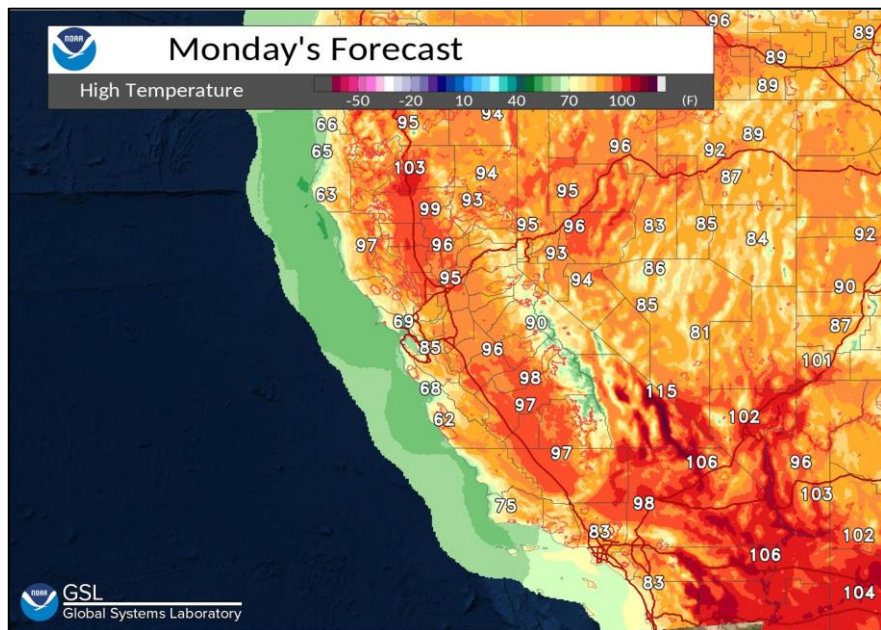 NOAA
Monday's Forecast
High Temperature
-50 -20 10 40 70 100 (F)
96 89
89
89
66 95 94 89
65 96 92
103 94 87
63 93 95
99 95 96 83 85 92
97 96 93 84
95 94 86 90
85
69 90 87
85 96 81
98 101
68 97 115
62 102
97 106 96
103
75 98
83 102
106
83 104
NOAA
GSL
Global Systems Laboratory